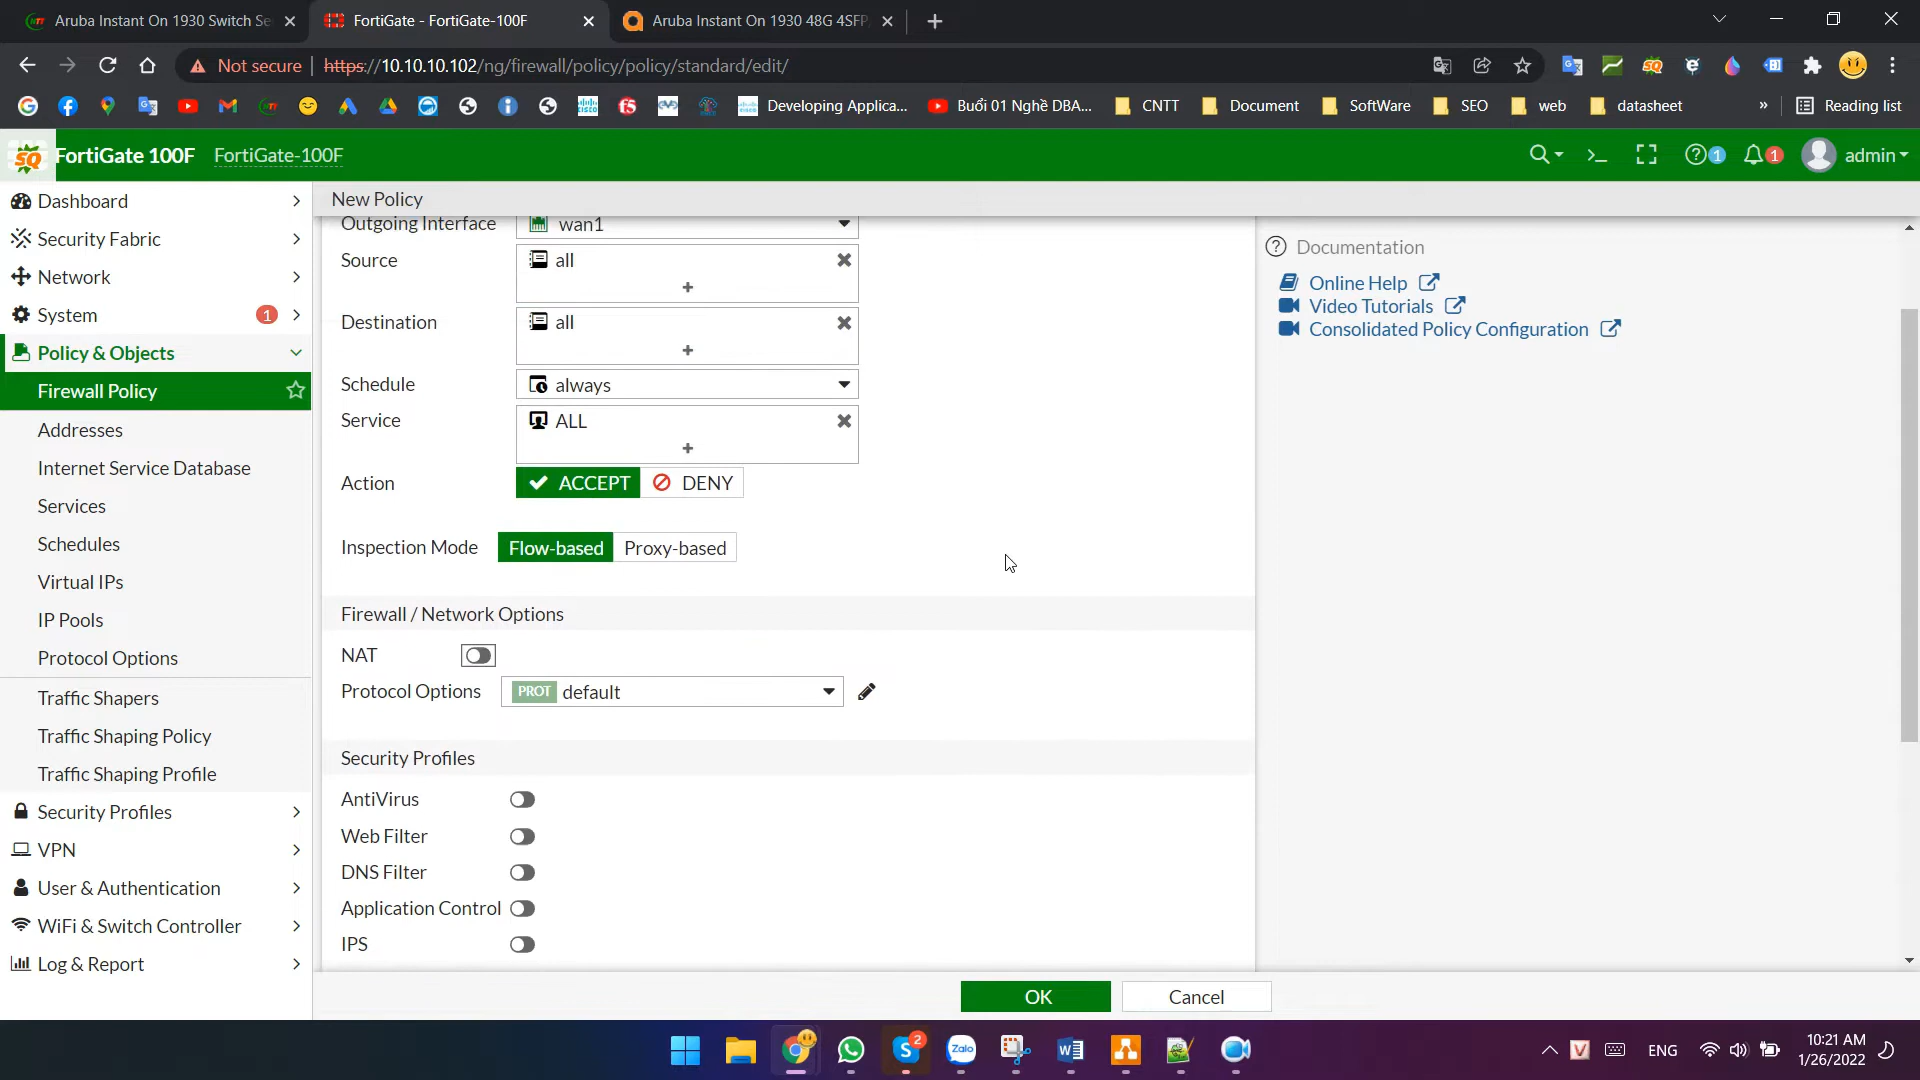 Aruba Instant On 1930 Switch Se
FortiGate - FortiGate-100F
Aruba Instant On 1930 48G 4SFP
Not secure
https://10.10.10.102/ng/firewall/policy/policy/standard/edit/
Developing Applica...
Buổi 01 Nghề DBA...
CNTT
Document
SoftWare
SEO
web
datasheet
»
Reading list
FortiGate 100F
FortiGate-100F
1
1
admin
Dashboard
Security Fabric
Network
System
1
Policy & Objects
Firewall Policy
Addresses
Internet Service Database
Services
Schedules
Virtual IPs
IP Pools
Protocol Options
Traffic Shapers
Traffic Shaping Policy
Traffic Shaping Profile
Security Profiles
VPN
User & Authentication
WiFi & Switch Controller
Log & Report
New Policy
Outgoing Interface
wan1
Source
all
Destination
all
Schedule
always
Service
ALL
Action
ACCEPT
DENY
Inspection Mode
Flow-based
Proxy-based
Firewall / Network Options
NAT
Protocol Options
PROT
default
Security Profiles
AntiVirus
Web Filter
DNS Filter
Application Control
IPS
OK
Cancel
Documentation
Online Help
Video Tutorials
Consolidated Policy Configuration
2
Zalo
V
ENG
10:21 AM
1/26/2022